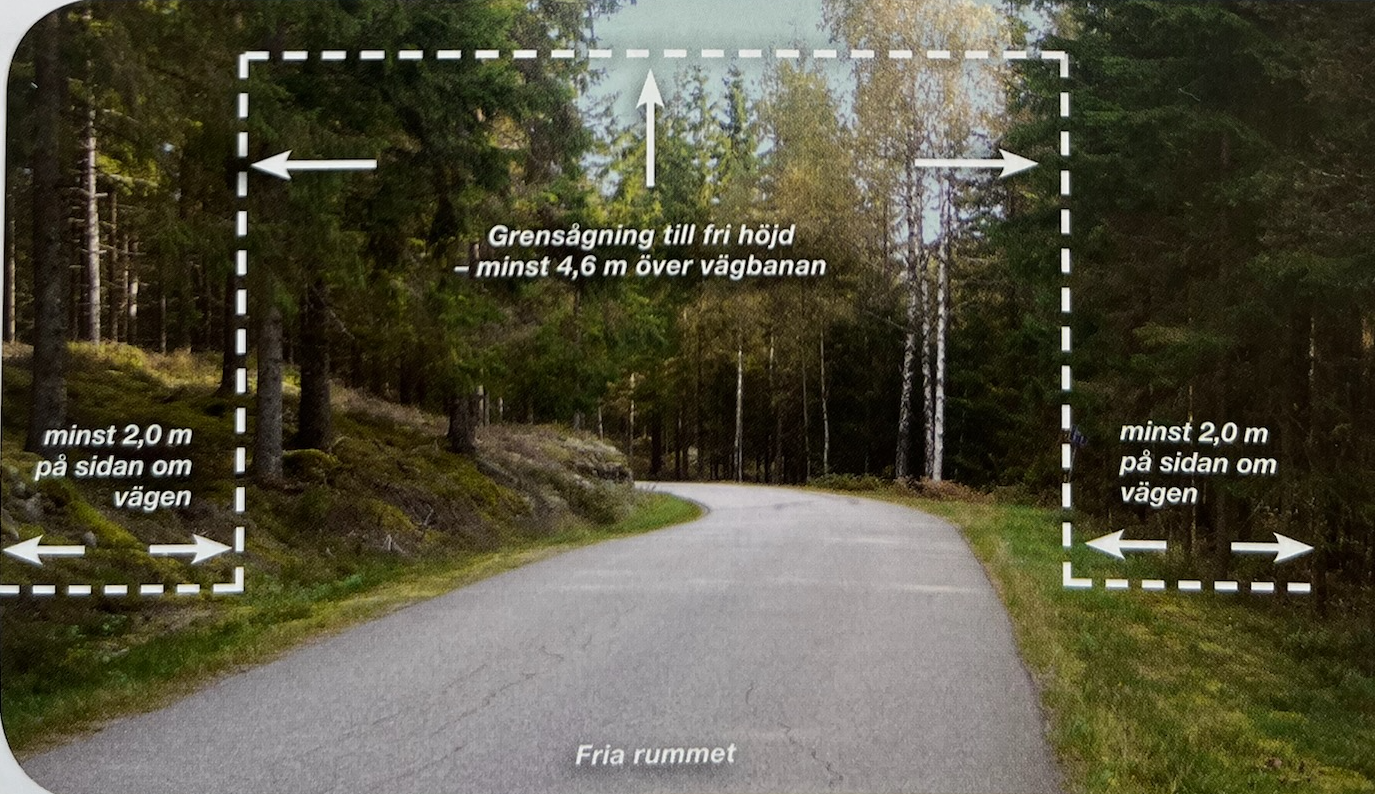 Grensågning till fri höjd
– minst 4,6 m över vägbanan
minst 2,0 m
på sidan om
vägen
minst 2,0 m
på sidan om
vägen
Fria rummet